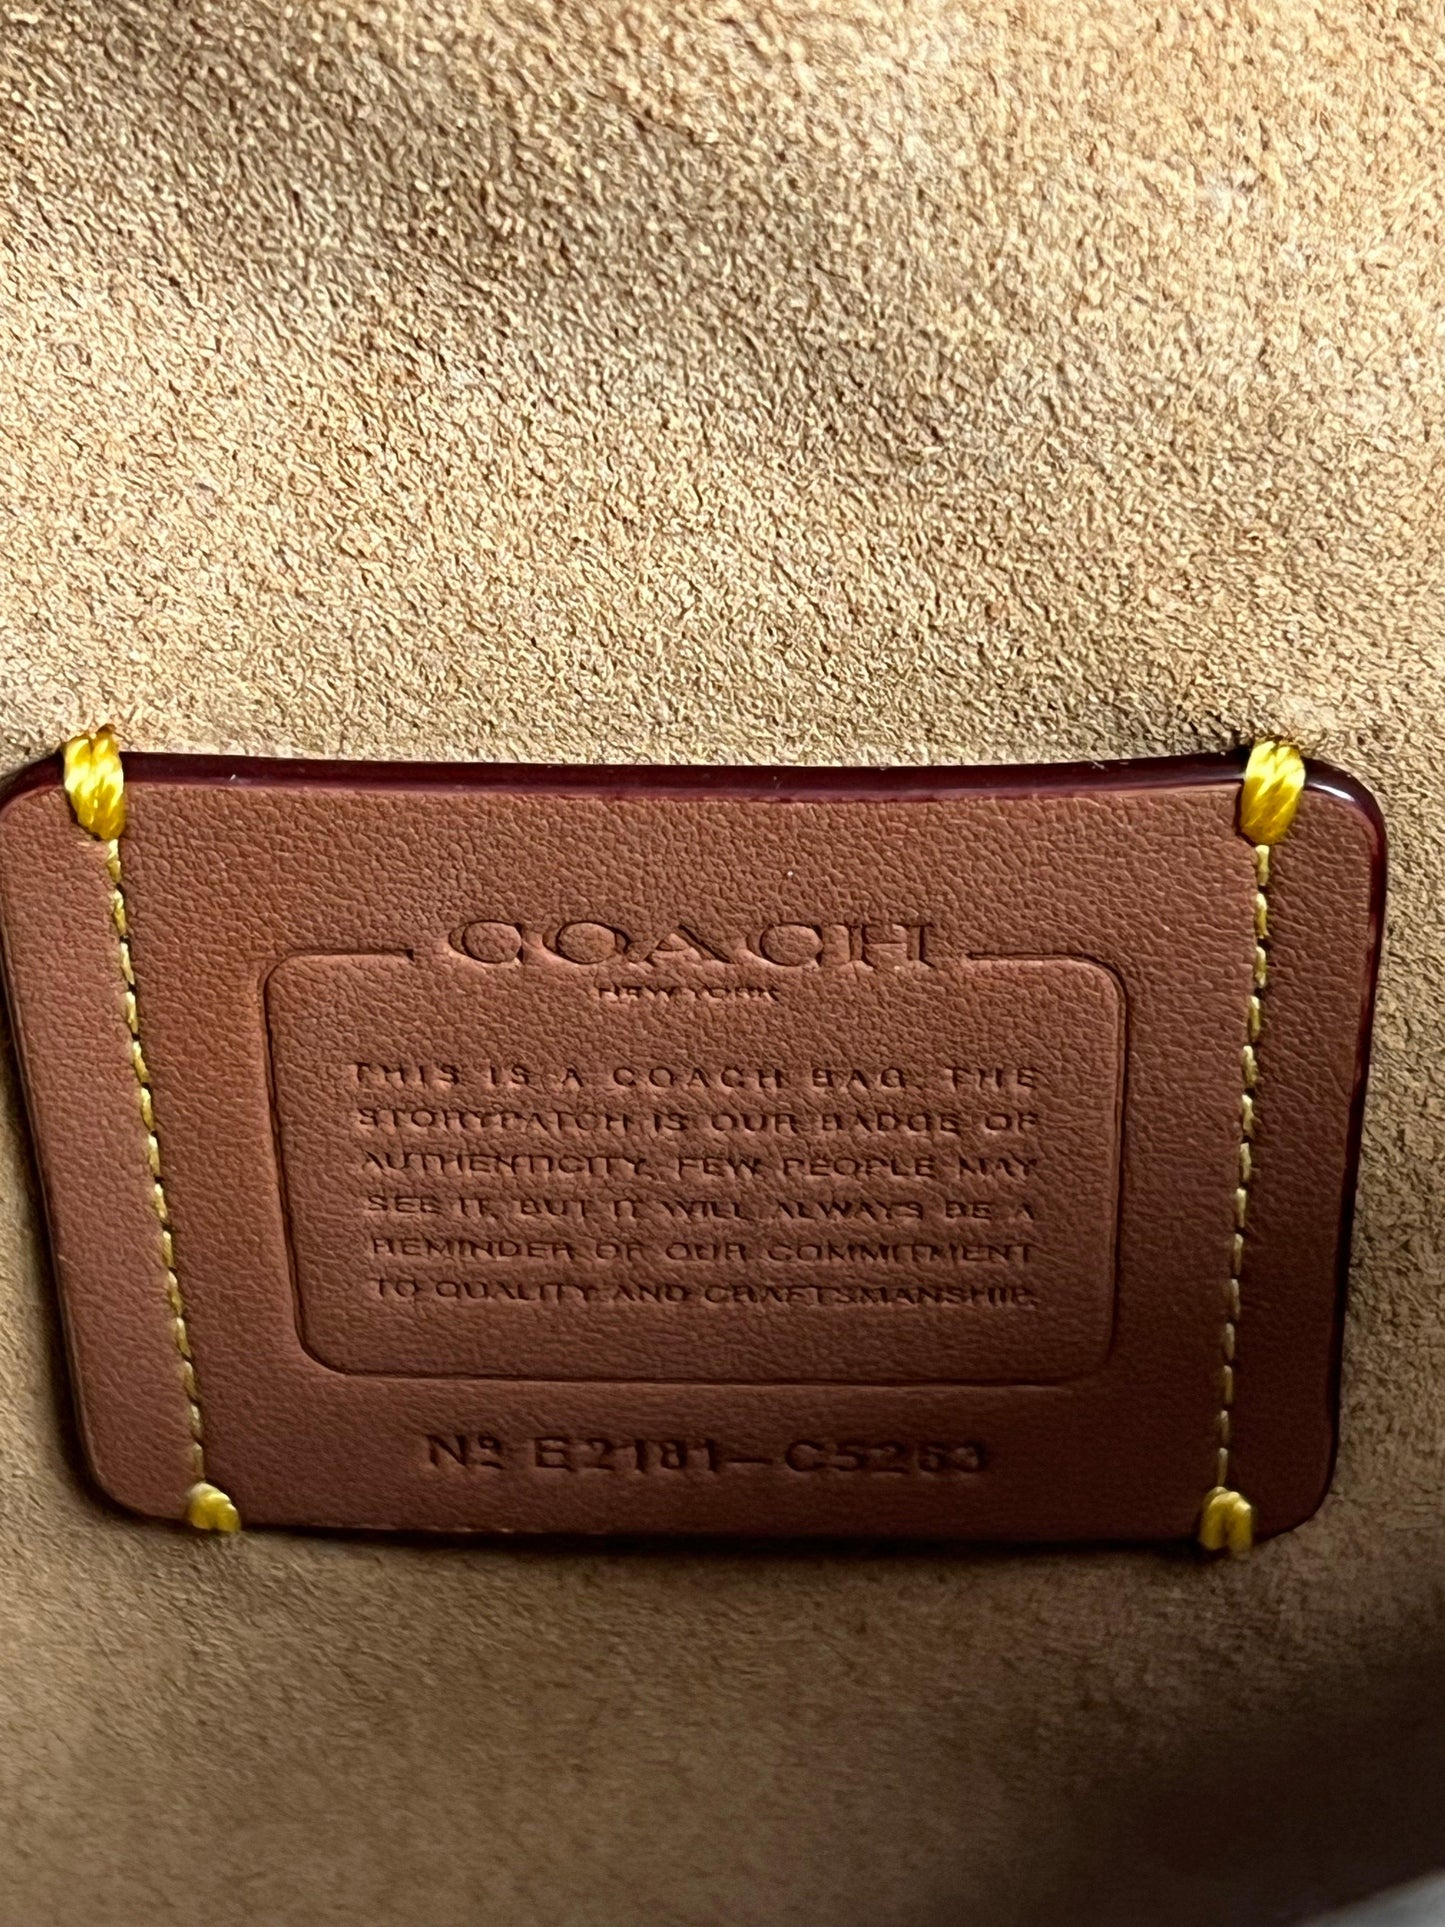 COACH
NEW YORK
THIS IS A COACH BAG. THE
STORYPATCH IS OUR BADGE OF
AUTHENTICITY. FEW PEOPLE MAY
SEE IT, BUT IT WILL ALWAYS BE A
REMINDER OF OUR COMMITMENT
TO QUALITY AND CRAFTSMANSHIP.
Nº E2181-C5263